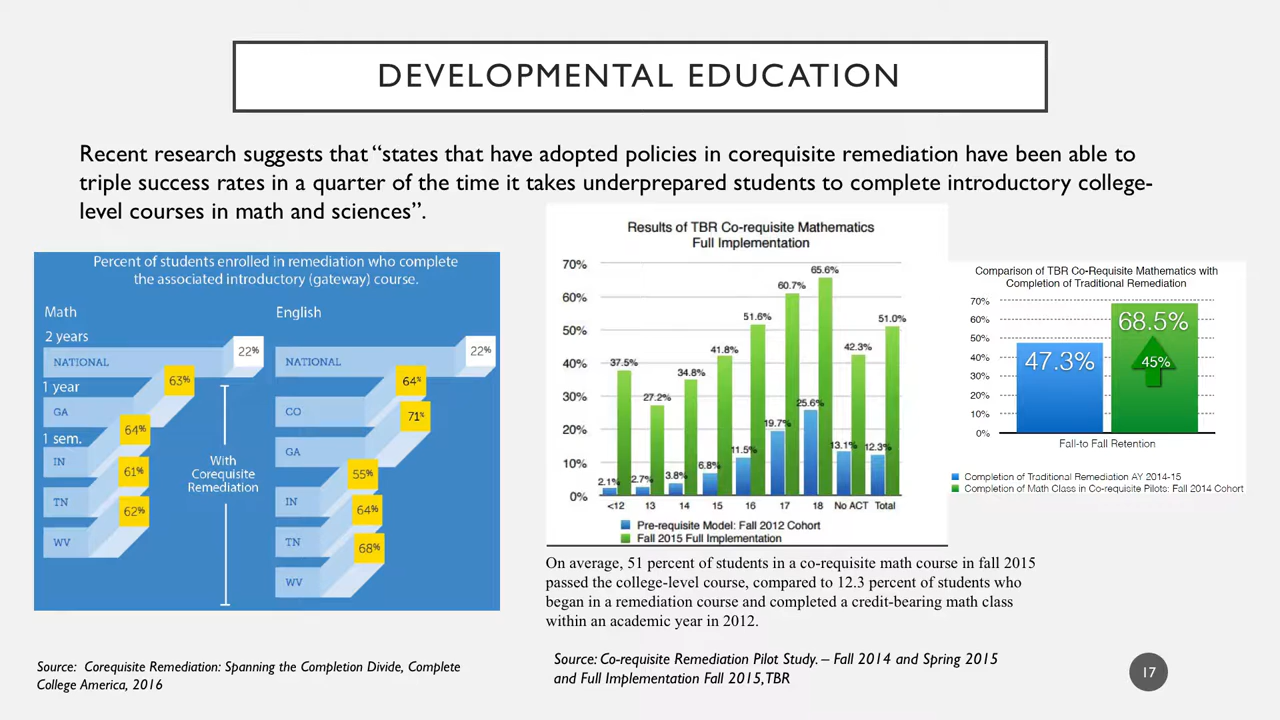 DEVELOPMENTAL EDUCATION
Recent research suggests that “states that have adopted policies in corequisite remediation have been able to
triple success rates in a quarter of the time it takes underprepared students to complete introductory college-
level courses in math and sciences”.
Percent of students enrolled in remediation who complete
the associated introductory (gateway) course.
Math
English
2 years
NATIONAL
22%
NATIONAL
22%
1 year
63%
64%
GA
CO
64%
71%
1 sem.
IN
GA
61%
55%
TN
IN
62%
64%
WV
TN
68%
WV
With
Corequisite
Remediation
Results of TBR Co-requisite Mathematics
Full Implementation
70%
60%
50%
40%
30%
20%
10%
0%
37.5%
27.2%
34.8%
41.8%
51.6%
60.7%
65.6%
42.3%
51.0%
2.1%
2.7%
3.8%
6.8%
11.5%
19.7%
25.6%
13.1%
12.3%
<12 13 14 15 16 17 18 No ACT Total
Pre-requisite Model: Fall 2012 Cohort
Fall 2015 Full Implementation
Comparison of TBR Co-Requisite Mathematics with
Completion of Traditional Remediation
70%
60%
50%
40%
30%
20%
10%
0%
47.3%
68.5%
45%
Fall-to Fall Retention
Completion of Traditional Remediation AY 2014-15
Completion of Math Class in Co-requisite Pilots: Fall 2014 Cohort
On average, 51 percent of students in a co-requisite math course in fall 2015
passed the college-level course, compared to 12.3 percent of students who
began in a remediation course and completed a credit-bearing math class
within an academic year in 2012.
Source: Corequisite Remediation: Spanning the Completion Divide, Complete
College America, 2016
Source: Co-requisite Remediation Pilot Study. – Fall 2014 and Spring 2015
and Full Implementation Fall 2015, TBR
17